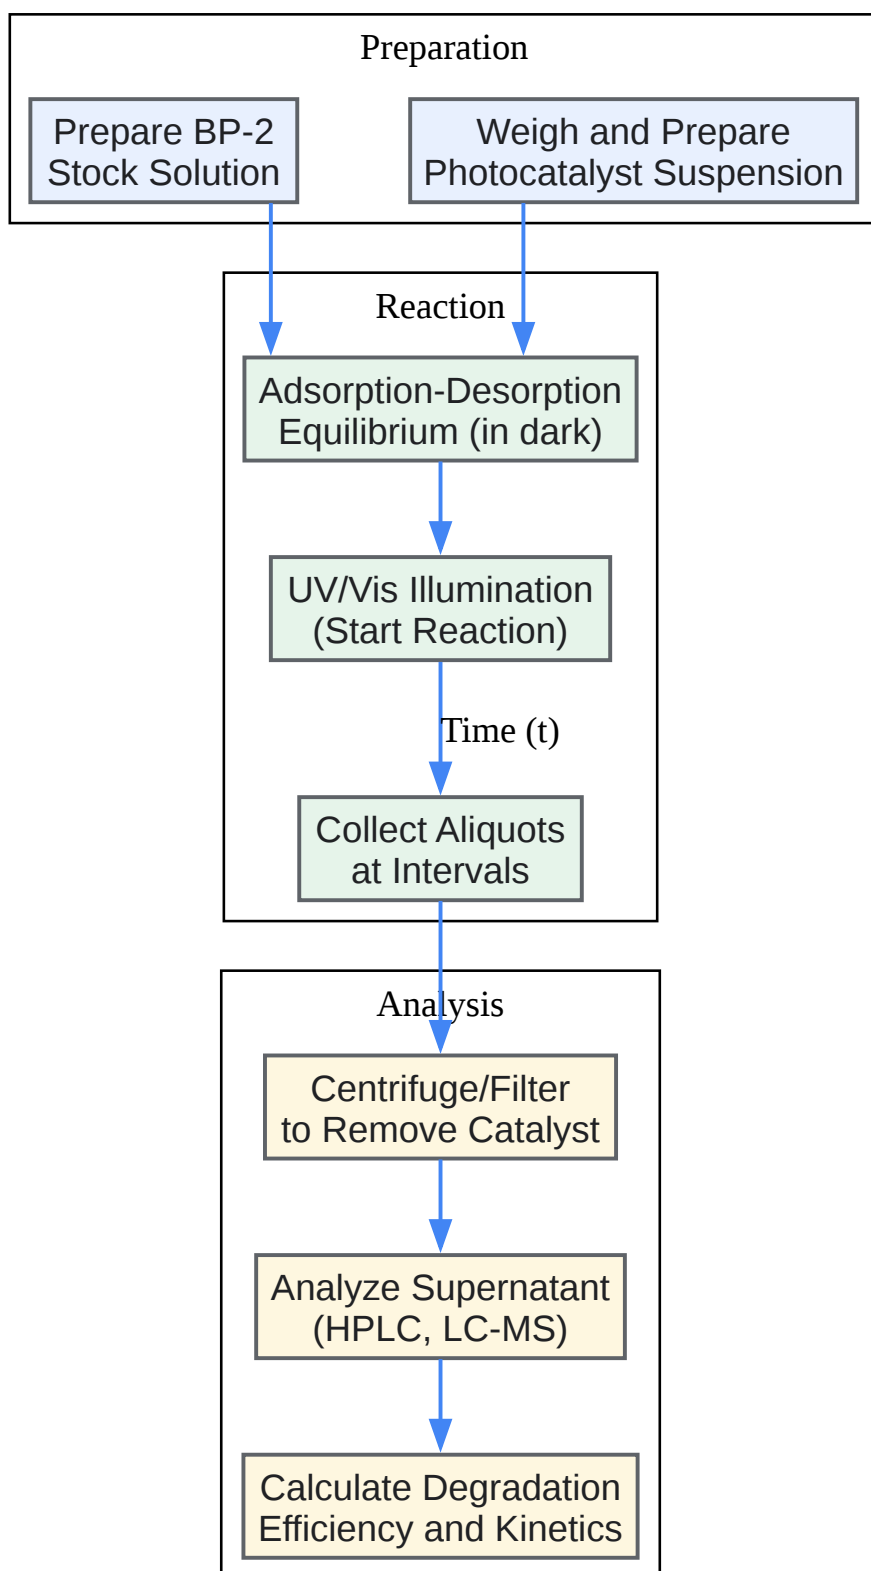 Preparation
Prepare BP-2
Stock Solution
Weigh and Prepare
Photocatalyst Suspension
Reaction
Adsorption-Desorption
Equilibrium (in dark)
UV/Vis Illumination
(Start Reaction)
Time (t)
Collect Aliquots
at Intervals
Analysis
Centrifuge/Filter
to Remove Catalyst
Analyze Supernatant
(HPLC, LC-MS)
Calculate Degradation
Efficiency and Kinetics